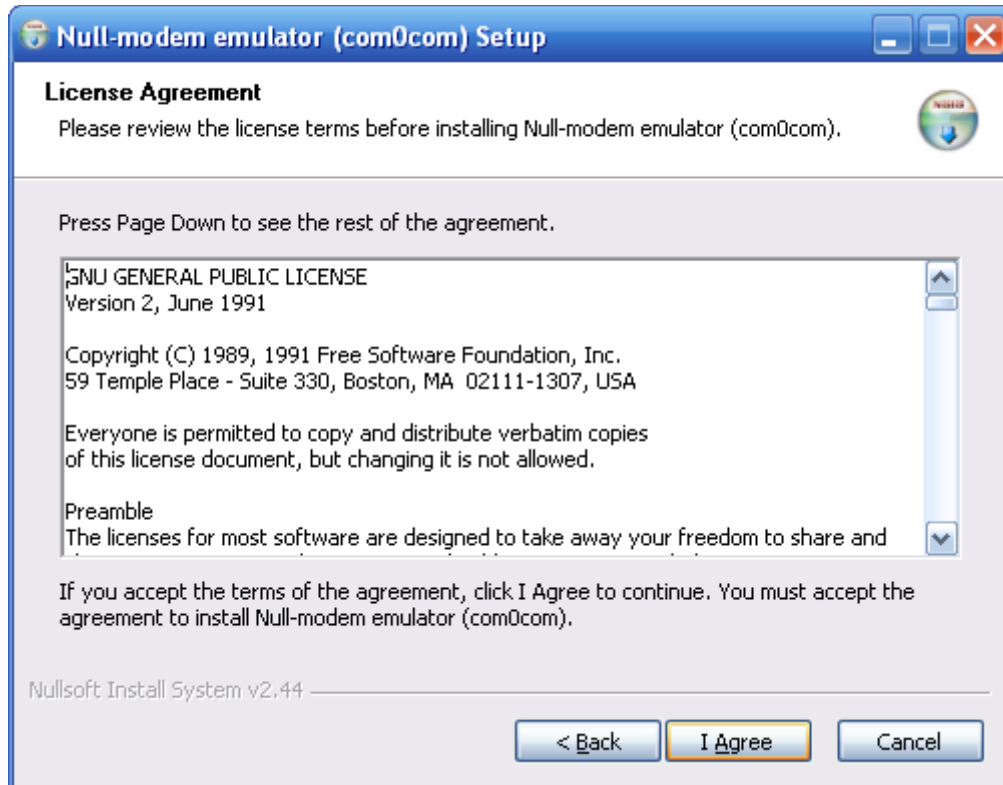 Null-modem emulator (com0com) Setup
License Agreement
Please review the license terms before installing Null-modem emulator (com0com).
Press Page Down to see the rest of the agreement.
GNU GENERAL PUBLIC LICENSE
Version 2, June 1991
Copyright (C) 1989, 1991 Free Software Foundation, Inc.
59 Temple Place - Suite 330, Boston, MA  02111-1307, USA
Everyone is permitted to copy and distribute verbatim copies
of this license document, but changing it is not allowed.
Preamble
The licenses for most software are designed to take away your freedom to share and
If you accept the terms of the agreement, click I Agree to continue. You must accept the
agreement to install Null-modem emulator (com0com).
Nullsoft Install System v2.44
< Back
I Agree
Cancel